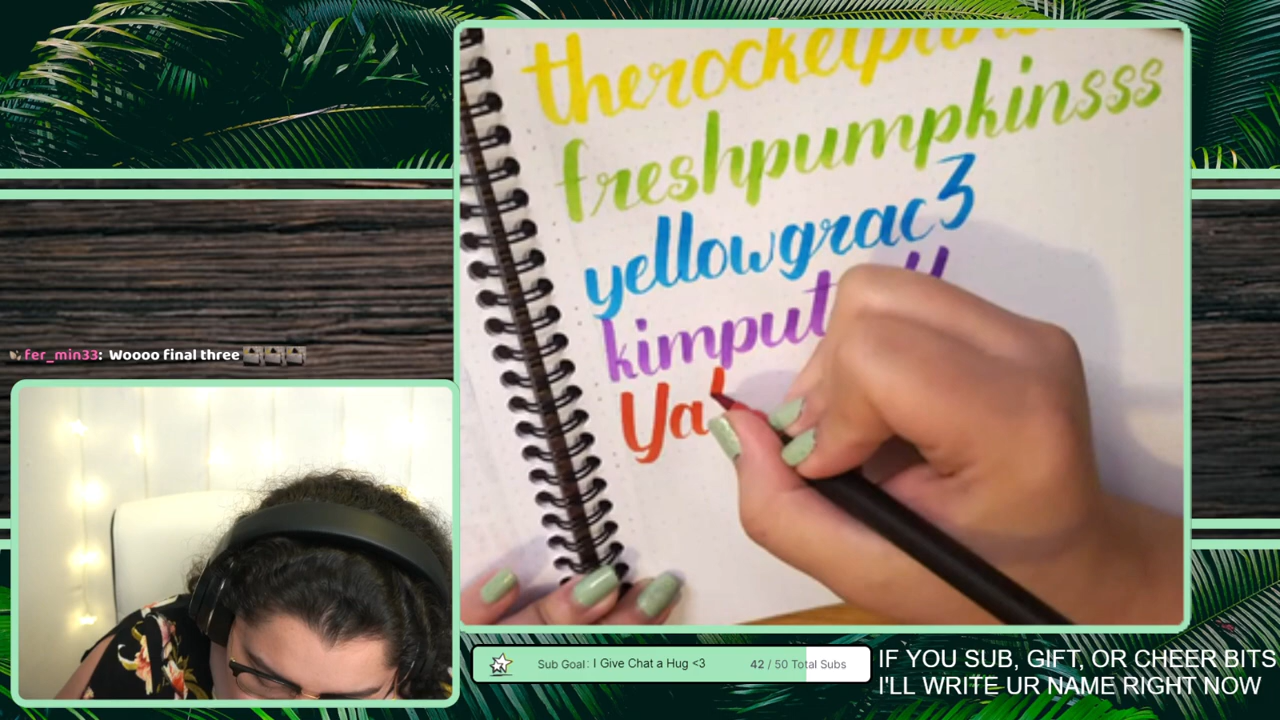 freshpumpkinsss
yellowgrac3
Ya
fer_min33: Woooo final three
Sub Goal: I Give Chat a Hug <3
42 / 50 Total Subs
IF YOU SUB, GIFT, OR CHEER BITS
I'LL WRITE UR NAME RIGHT NOW